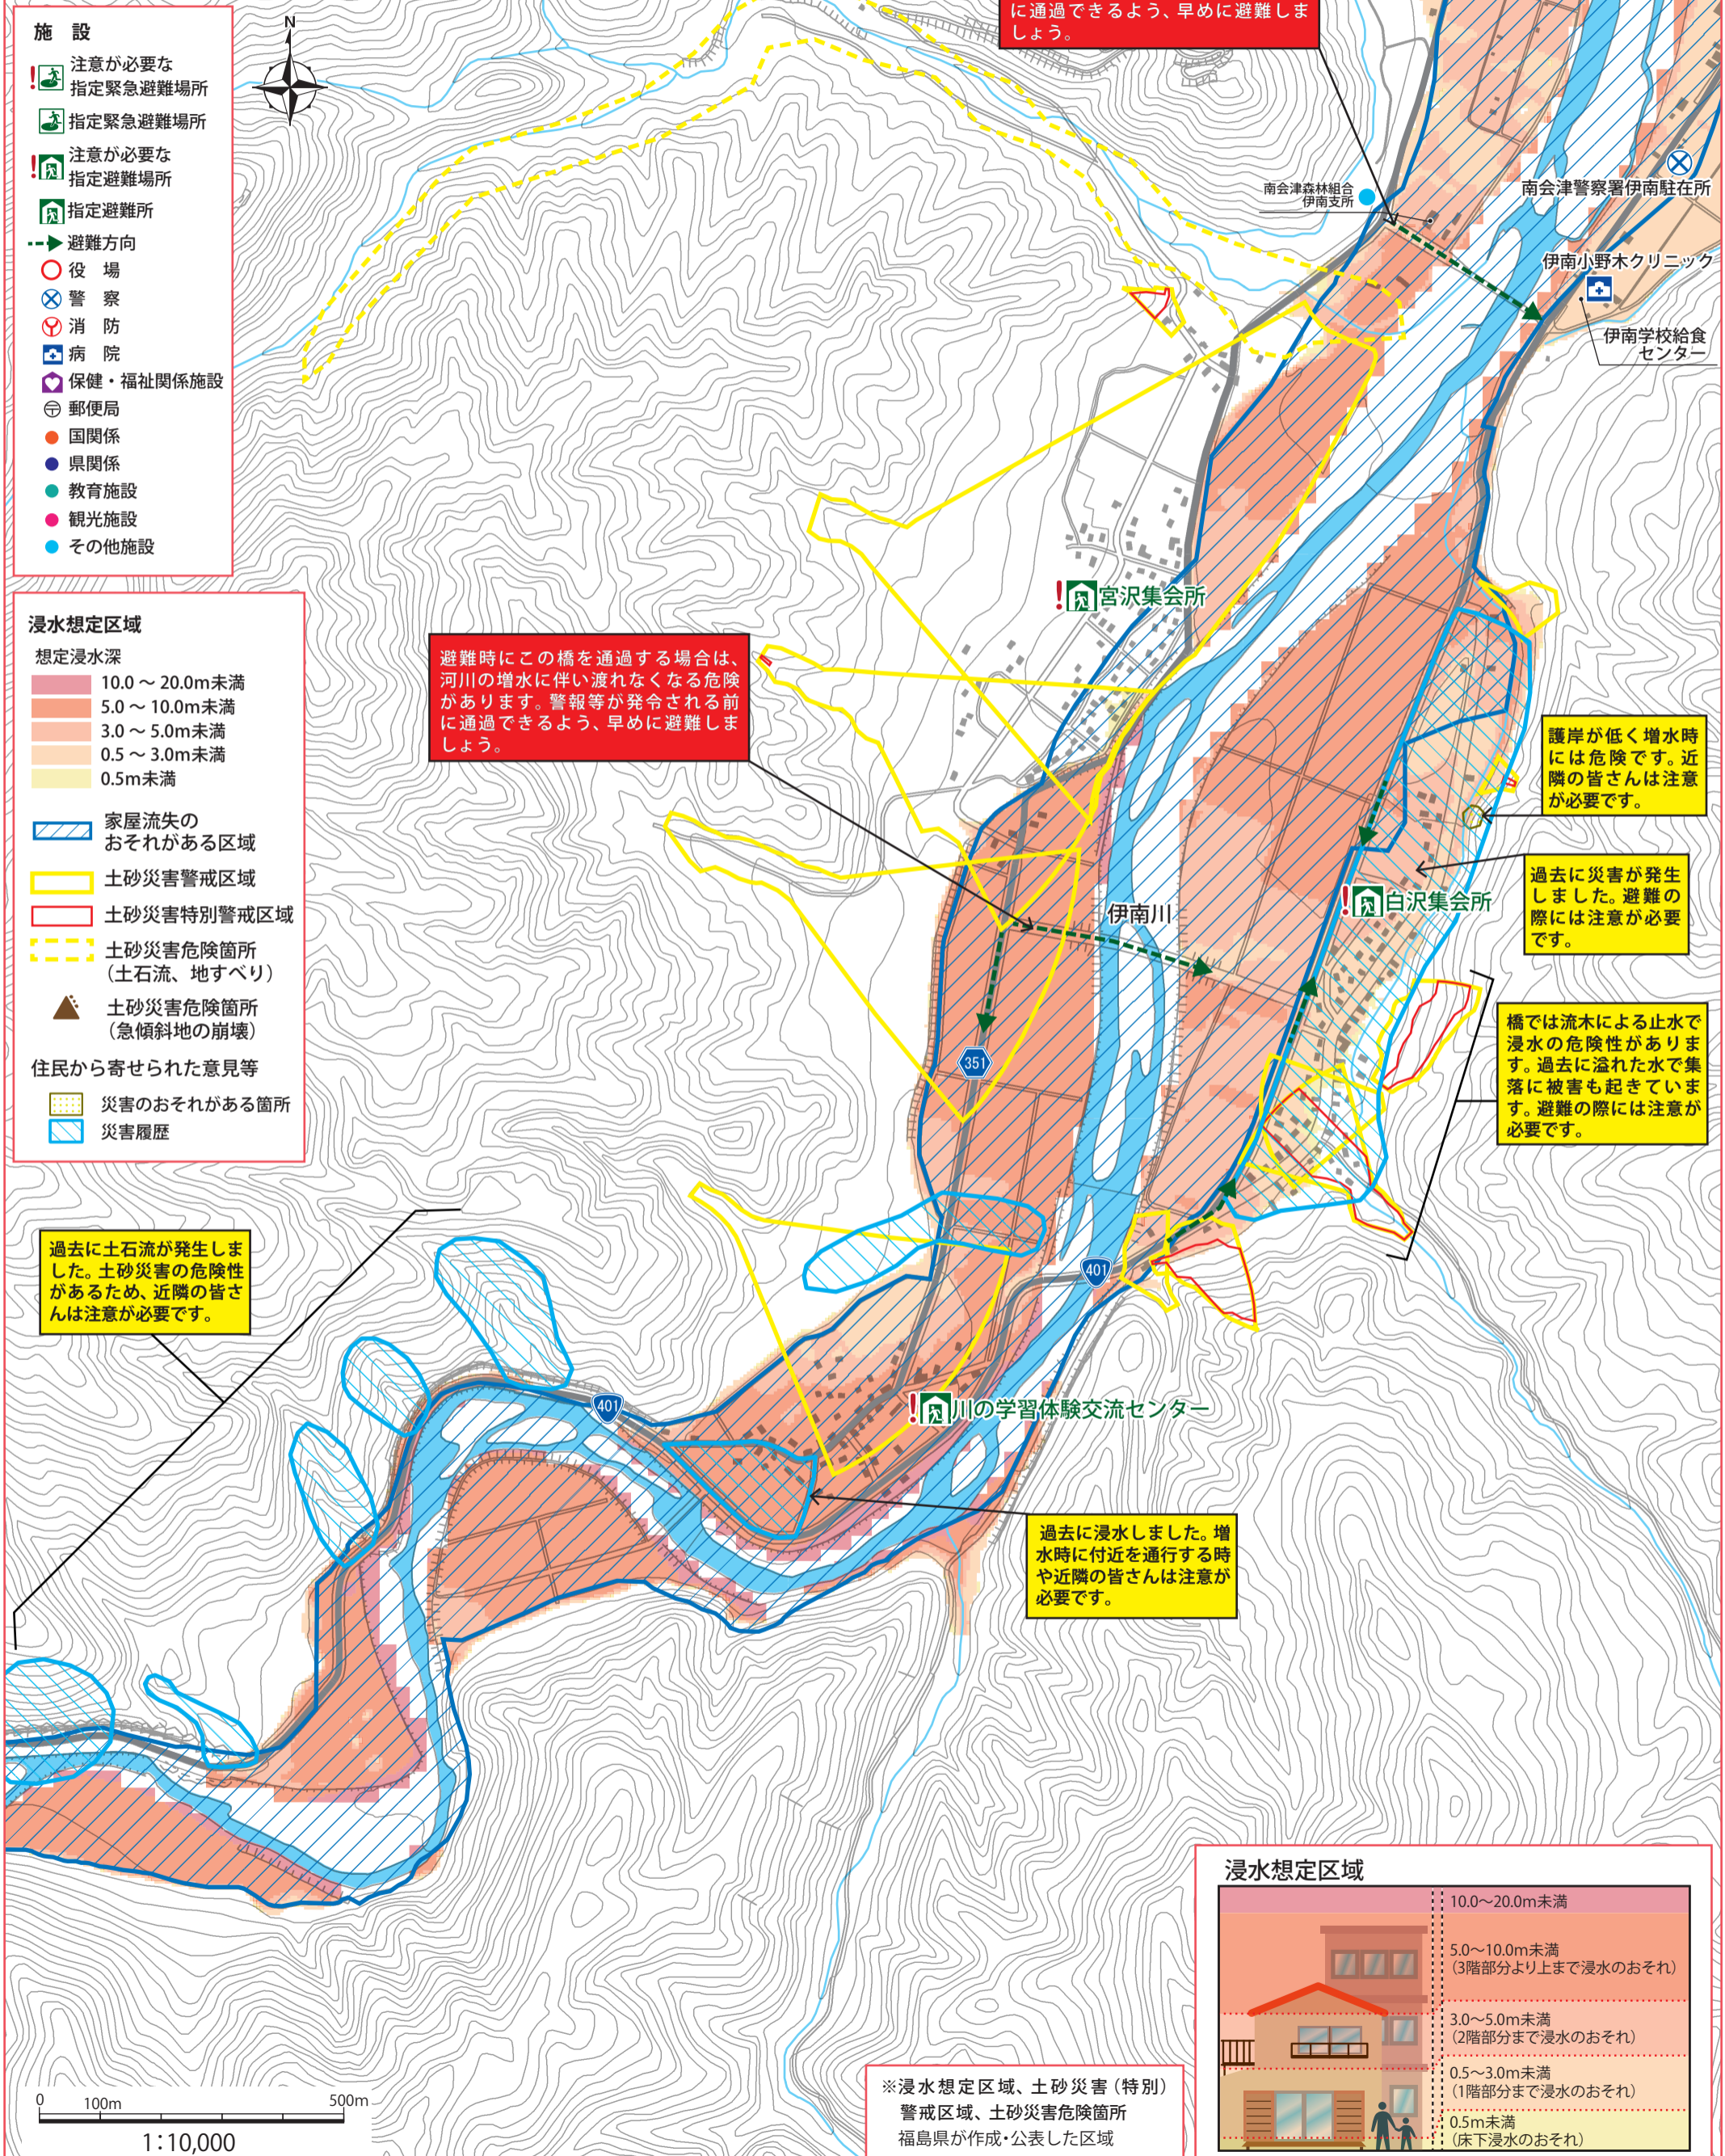 施　設
注意が必要な
指定緊急避難場所
指定緊急避難場所
注意が必要な
指定避難場所
指定避難所
避難方向
役　場
警　察
消　防
病　院
保健・福祉関係施設
郵便局
国関係
県関係
教育施設
観光施設
その他施設
N
浸水想定区域
想定浸水深
10.0 ～ 20.0m未満
5.0 ～ 10.0m未満
3.0 ～ 5.0m未満
0.5 ～ 3.0m未満
0.5m未満
家屋流失の
おそれがある区域
土砂災害警戒区域
土砂災害特別警戒区域
土砂災害危険箇所
（土石流、地すべり）
土砂災害危険箇所
（急傾斜地の崩壊）
住民から寄せられた意見等
災害のおそれがある箇所
災害履歴
に通過できるよう、早めに避難しま
しょう。
南会津森林組合
伊南支所
南会津警察署伊南駐在所
伊南小野木クリニック
伊南学校給食
センター
！宮沢集会所
避難時にこの橋を通過する場合は、
河川の増水に伴い渡れなくなる危険
があります。警報等が発令される前
に通過できるよう、早めに避難しま
しょう。
護岸が低く増水時
には危険です。近
隣の皆さんは注意
が必要です。
過去に災害が発生
しました。避難の
際には注意が必要
です。
！白沢集会所
伊南川
橋では流木による止水で
浸水の危険性がありま
す。過去に溢れた水で集
落に被害も起きていま
す。避難の際には注意が
必要です。
351
401
過去に土石流が発生しま
した。土砂災害の危険性
があるため、近隣の皆さ
んは注意が必要です。
401
！川の学習体験交流センター
過去に浸水しました。増
水時に付近を通行する時
や近隣の皆さんは注意が
必要です。
浸水想定区域
10.0～20.0m未満
5.0～10.0m未満
（3階部分より上まで浸水のおそれ）
3.0～5.0m未満
（2階部分まで浸水のおそれ）
0.5～3.0m未満
（1階部分まで浸水のおそれ）
0.5m未満
（床下浸水のおそれ）
※浸水想定区域、土砂災害（特別）
警戒区域、土砂災害危険箇所
福島県が作成・公表した区域
0 100m 500m
1：10,000